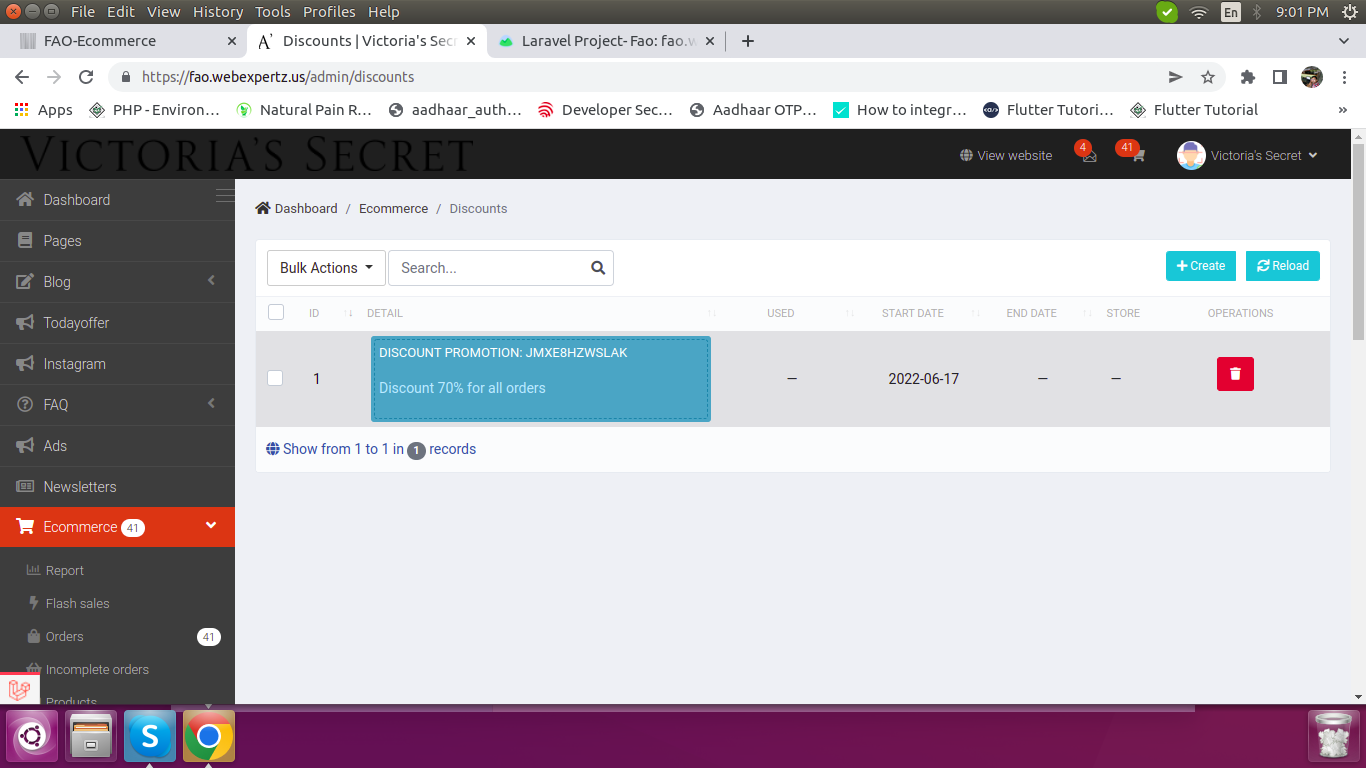 File Edit View History Tools Profiles Help
En
9:01 PM
FAO-Ecommerce
Discounts | Victoria's Secr
Laravel Project- Fao: fao.w
https://fao.webexpertz.us/admin/discounts
Apps
PHP - Environ...
Natural Pain R...
aadhaar_auth...
Developer Sec...
Aadhaar OTP...
How to integr...
Flutter Tutori...
Flutter Tutorial
»
VICTORIA'S SECRET
View website
4
41
Victoria's Secret
Dashboard
Pages
Blog
Todayoffer
Instagram
FAQ
Ads
Newsletters
Ecommerce 41
Report
Flash sales
Orders 41
Incomplete orders
Products
Dashboard / Ecommerce / Discounts
Bulk Actions
Search...
Create
Reload
ID DETAIL USED START DATE END DATE STORE OPERATIONS
DISCOUNT PROMOTION: JMXE8HZWSLAK
1 — 2022-06-17 — —
Discount 70% for all orders
Show from 1 to 1 in 1 records